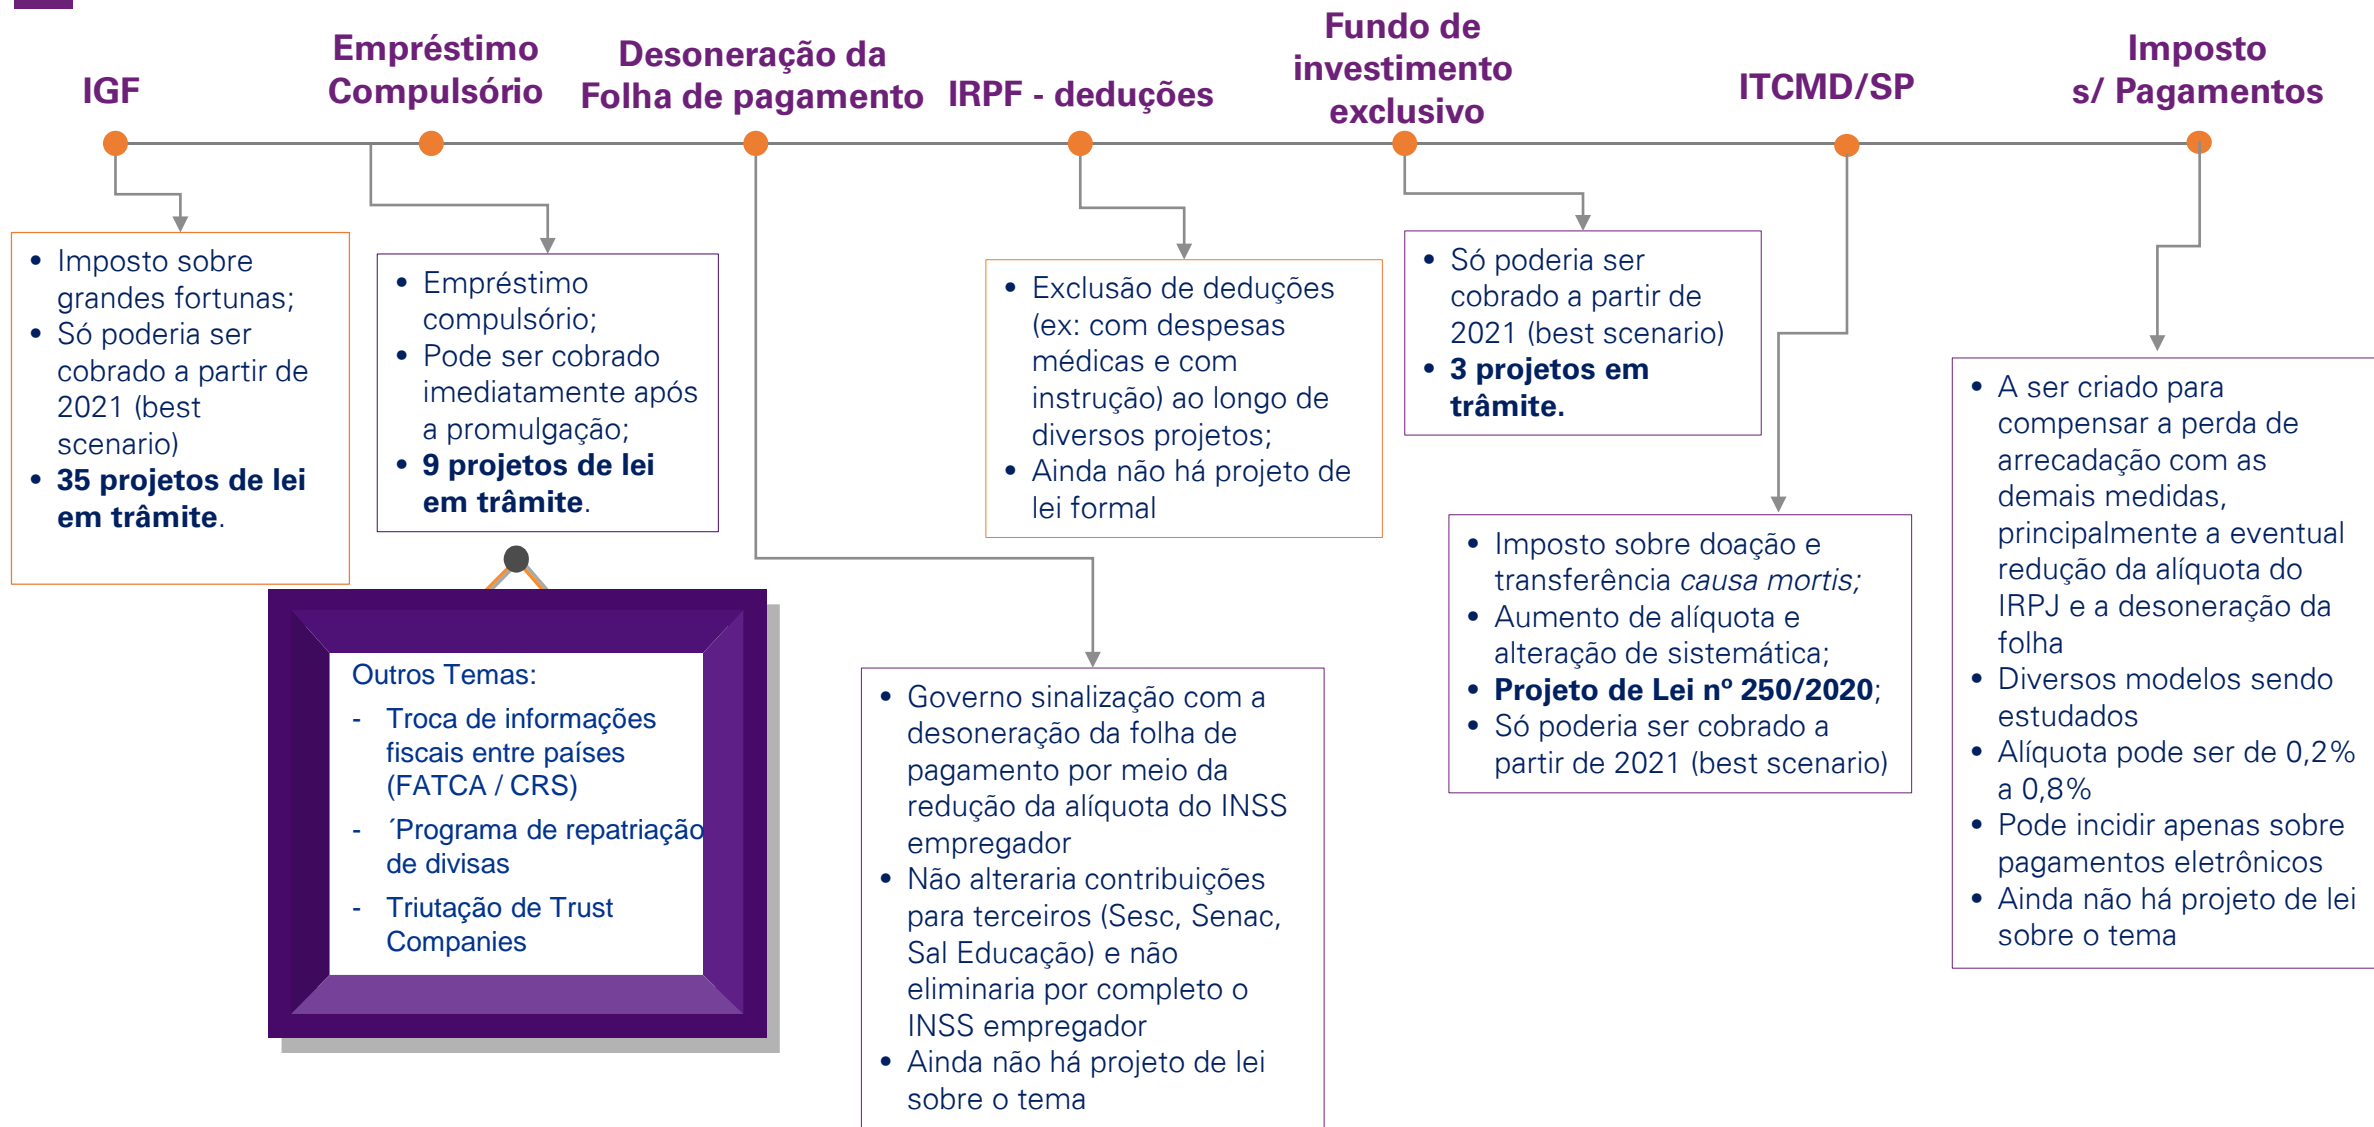 IGF
Empréstimo
Compulsório
Desoneração da
Folha de pagamento
IRPF - deduções
Fundo de
investimento
exclusivo
ITCMD/SP
Imposto
s/ Pagamentos
• Imposto sobre
grandes fortunas;
• Só poderia ser
cobrado a partir de
2021 (best
scenario)
• 35 projetos de lei
em trâmite.
• Empréstimo
compulsório;
• Pode ser cobrado
imediatamente após
a promulgação;
• 9 projetos de lei
em trâmite.
Outros Temas:
- Troca de informações
fiscais entre países
(FATCA / CRS)
- ´Programa de repatriação
de divisas
- Triutação de Trust
Companies
• Governo sinalização com a
desoneração da folha de
pagamento por meio da
redução da alíquota do INSS
empregador
• Não alteraria contribuições
para terceiros (Sesc, Senac,
Sal Educação) e não
eliminaria por completo o
INSS empregador
• Ainda não há projeto de lei
sobre o tema
• Exclusão de deduções
(ex: com despesas
médicas e com
instrução) ao longo de
diversos projetos;
• Ainda não há projeto de
lei formal
• Só poderia ser
cobrado a partir de
2021 (best scenario)
• 3 projetos em
trâmite.
• Imposto sobre doação e
transferência causa mortis;
• Aumento de alíquota e
alteração de sistemática;
• Projeto de Lei nº 250/2020;
• Só poderia ser cobrado a
partir de 2021 (best scenario)
• A ser criado para
compensar a perda de
arrecadação com as
demais medidas,
principalmente a eventual
redução da alíquota do
IRPJ e a desoneração da
folha
• Diversos modelos sendo
estudados
• Alíquota pode ser de 0,2%
a 0,8%
• Pode incidir apenas sobre
pagamentos eletrônicos
• Ainda não há projeto de lei
sobre o tema